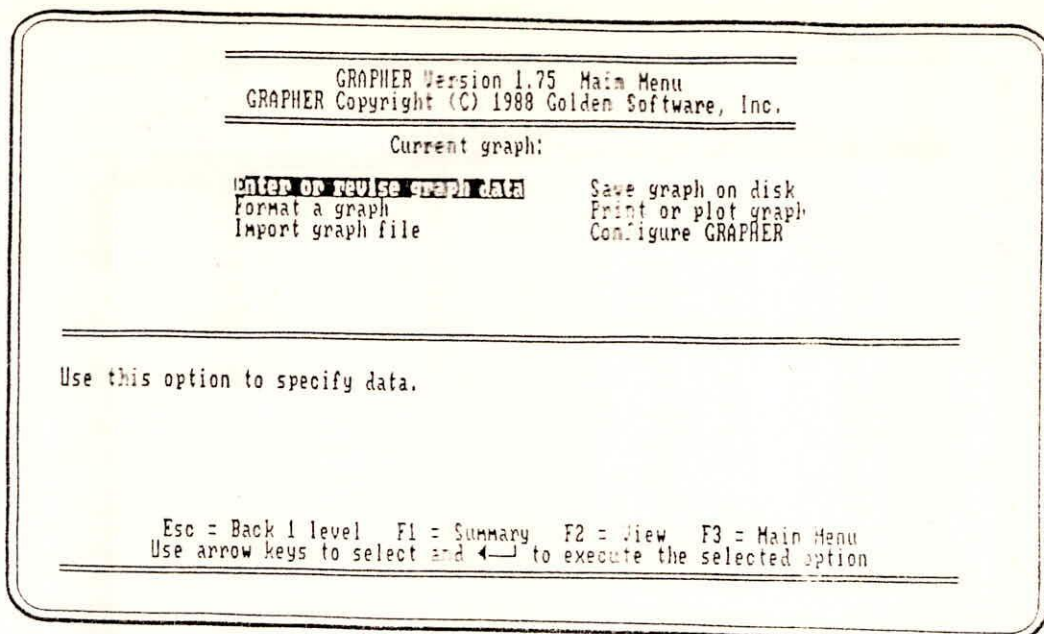 GRAPHER Version 1.75 Main Menu
GRAPHER Copyright (C) 1988 Golden Software, Inc.
Current graph:
Enter or revise graph data
Format a graph
Import graph file
Save graph on disk
Print or plot graph
Configure GRAPHER
Use this option to specify data.
Esc = Back 1 level F1 = Summary F2 = View F3 = Main Menu
Use arrow keys to select and ◄─┘ to execute the selected option